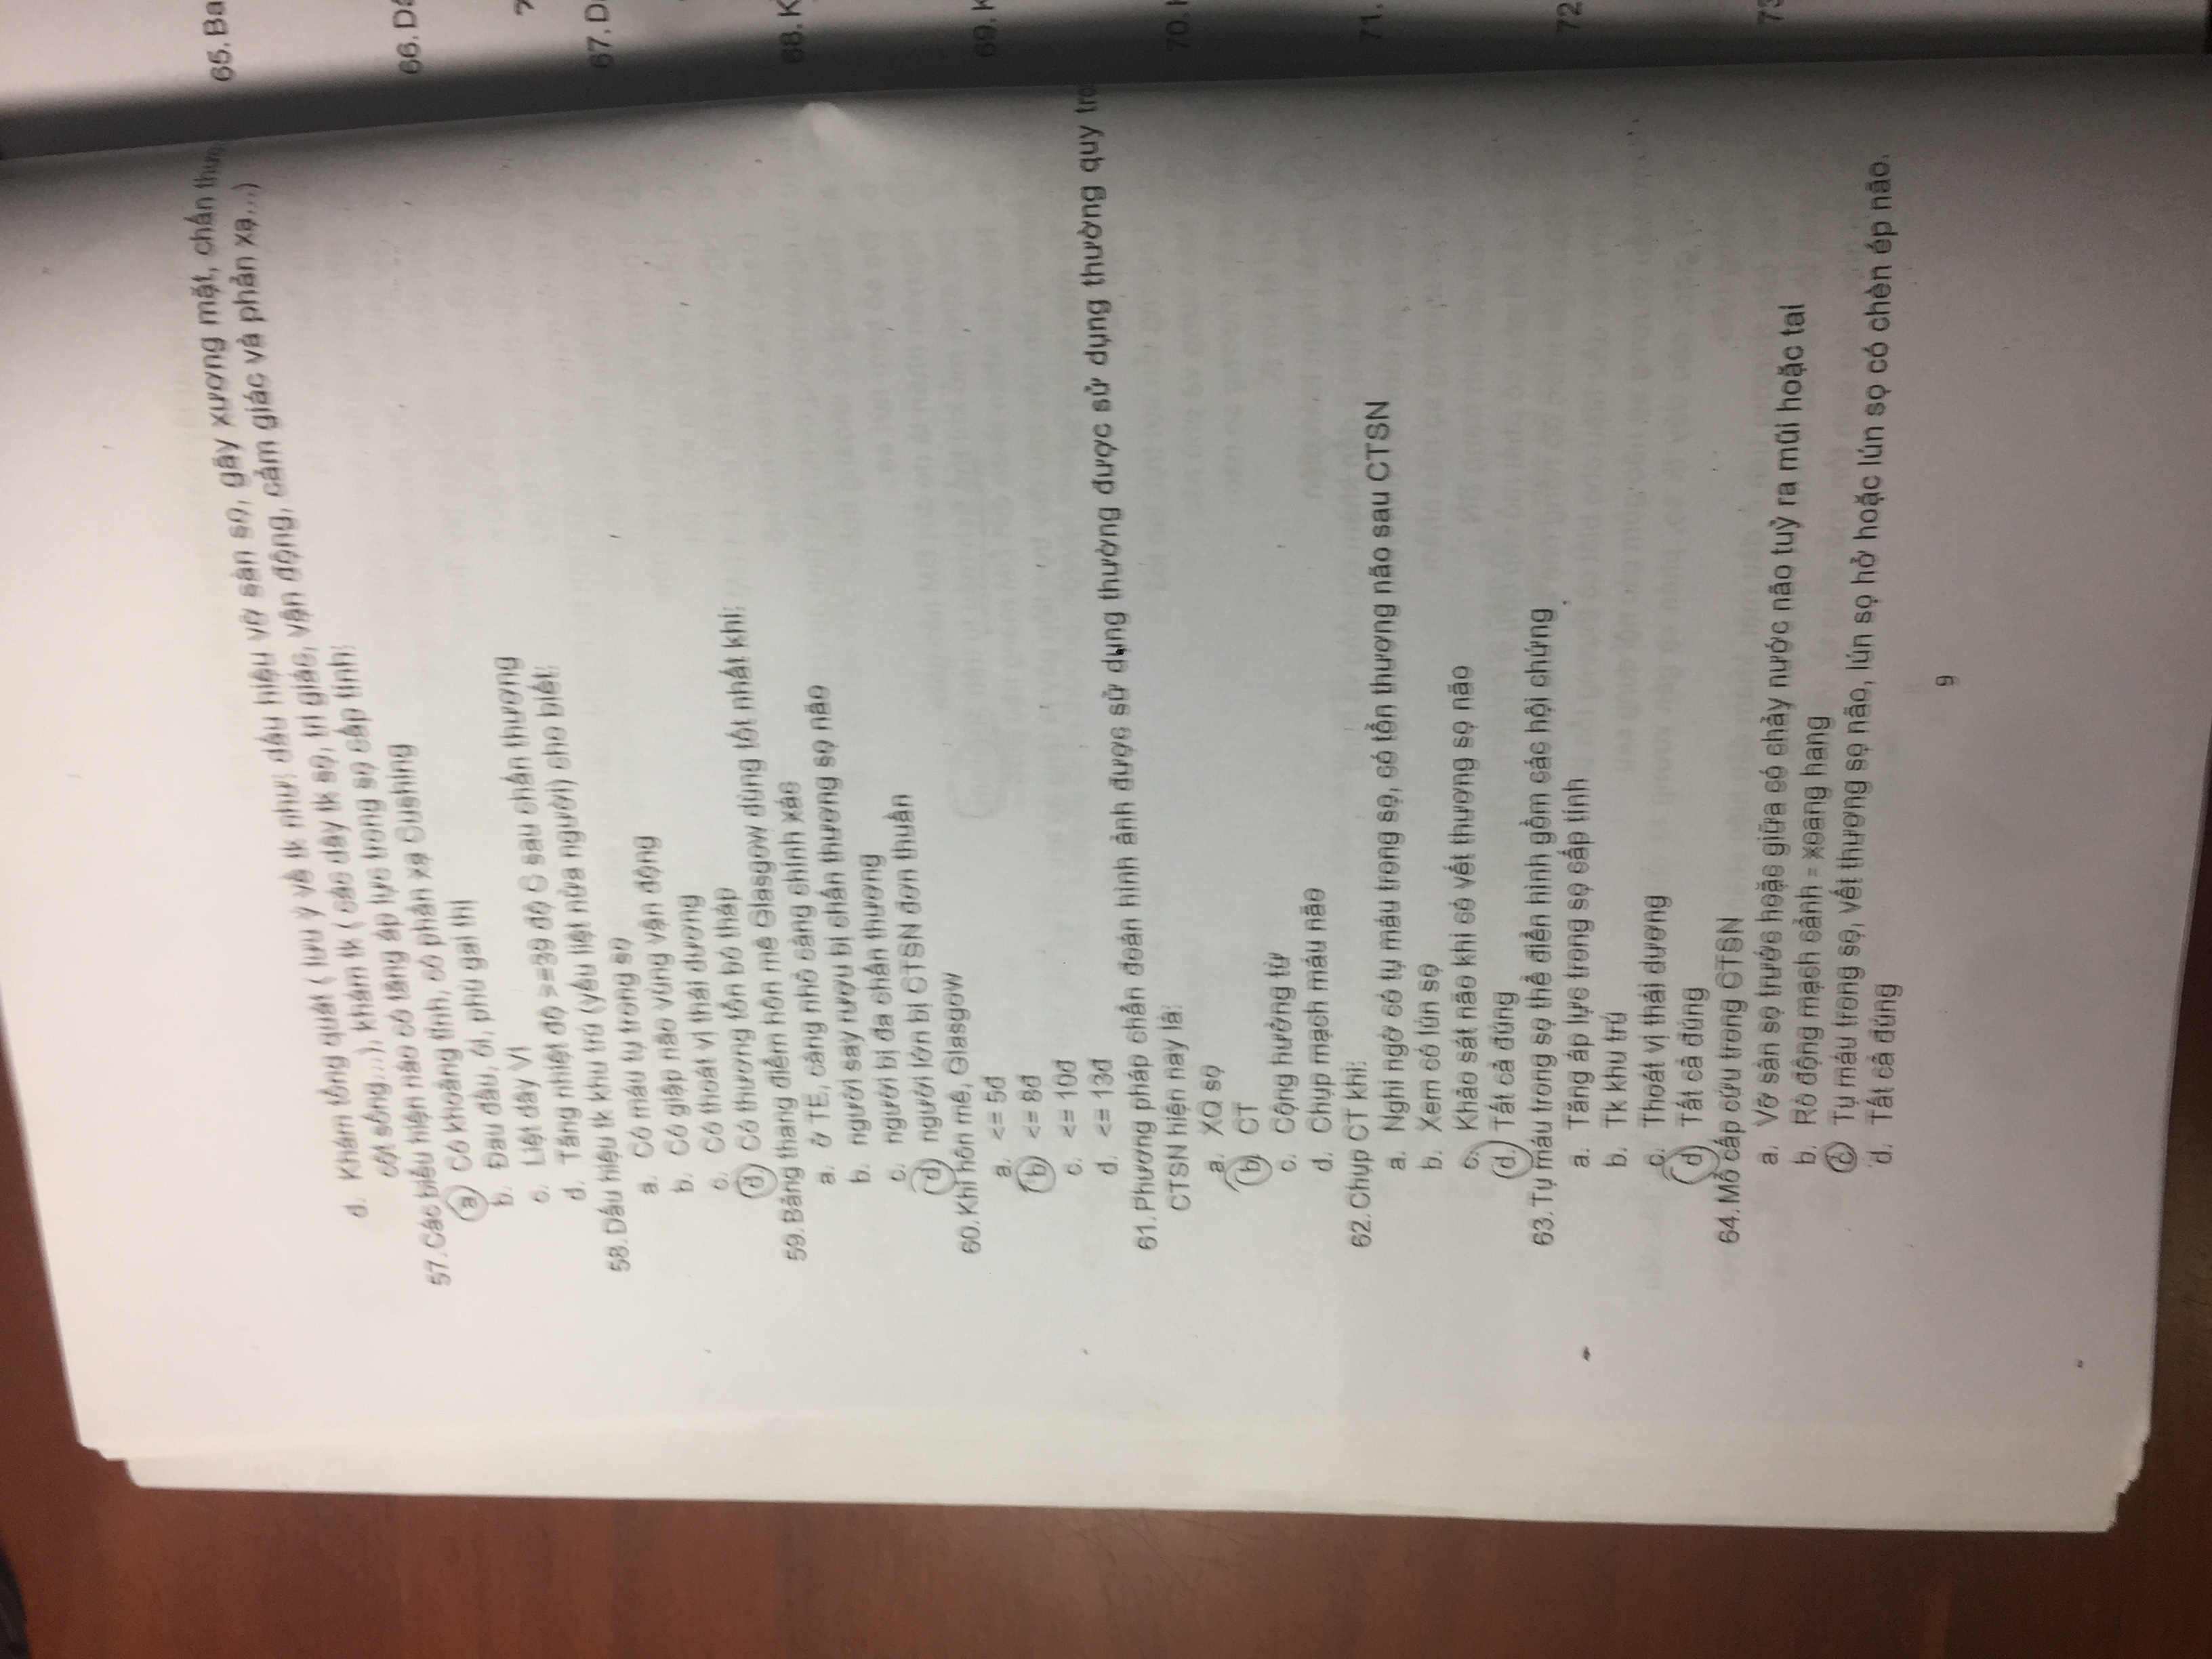 d. Khám tổng quát ( lưu ý về tk như: dấu hiệu vỡ sàn sọ, gãy xương mặt, chấn
cột sống...), khám tk ( các dây tk sọ, tri giác, vận động, cảm giác và phản xạ...)
57. Các biểu hiện nào có tăng áp lực trong sọ cấp tính:
a. Có khoảng tỉnh, có phản xạ Cushing
b. Đau đầu, ói, phù gai thị
c. Liệt dây VI
d. Tăng nhiệt độ >=39 độ C sau chấn thương
58. Dấu hiệu tk khu trú (yếu liệt nửa người) cho biết:
a. Có máu tụ trong sọ
b. Có giập não vùng vận động
c. Có thoát vị thái dương
d. Có thương tổn bó tháp
59. Bảng thang điểm hôn mê Glasgow dùng tốt nhất khi:
a. ở TE, càng nhỏ càng chính xác
b. người say rượu bị chấn thương sọ não
c. người bị đa chấn thương
d. người lớn bị CTSN đơn thuần
60. Khi hôn mê, Glasgow
a. <= 5đ
b. <= 8đ
c. <= 10đ
d. <= 13đ
61. Phương pháp chẩn đoán hình ảnh được sử dụng thường được sử dụng thường quy
CTSN hiện nay là:
a. XQ sọ
b. CT
c. Cộng hưởng từ
d. Chụp mạch máu não
62. Chụp CT khi:
a. Nghi ngờ có tụ máu trong sọ, có tổn thương não sau CTSN
b. Xem có lún sọ
c. Khảo sát não khi có vết thương sọ não
d. Tất cả đúng
63. Tụ máu trong sọ thể điển hình gồm các hội chứng
a. Tăng áp lực trong sọ cấp tính
b. Tk khu trú
c. Thoát vị thái dương
d. Tất cả đúng
64. Mổ cấp cứu trong CTSN
a. Vỡ sàn sọ trước hoặc giữa có chảy nước não tuỷ ra mũi hoặc tai
b. Rò động mạch cảnh - xoang hang
c. Tụ máu trong sọ, vết thương sọ não, lún sọ hở hoặc lún sọ có chèn ép não.
d. Tất cả đúng
9
65. Ba
66.
67. D
68. K
69. K
70.
71.
72
73